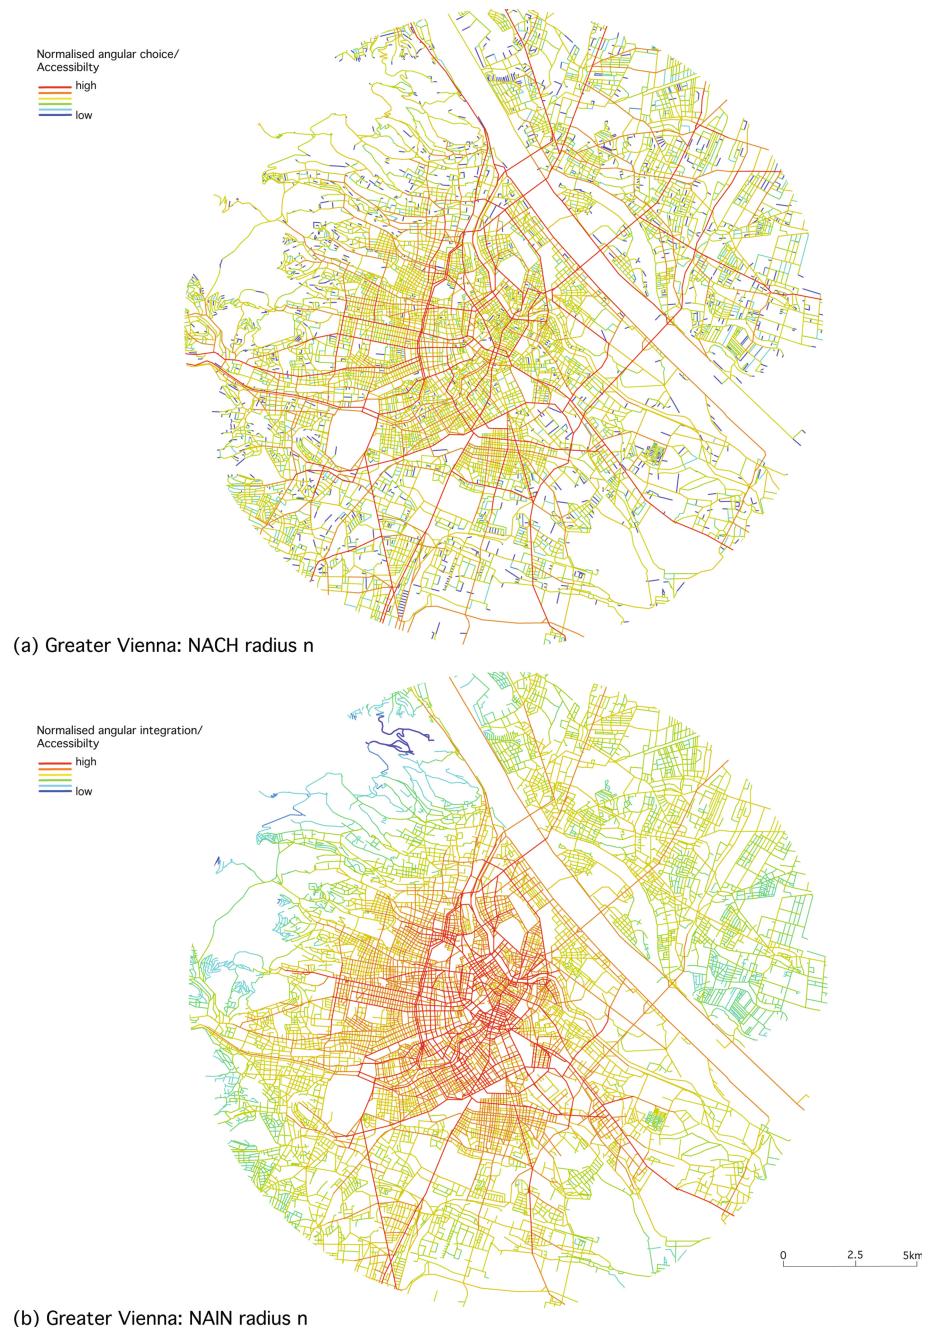 Normalised angular choice/
Accessibilty
high
low
(a) Greater Vienna: NACH radius n
Normalised angular integration/
Accessibilty
high
low
0 2.5 5km
(b) Greater Vienna: NAIN radius n